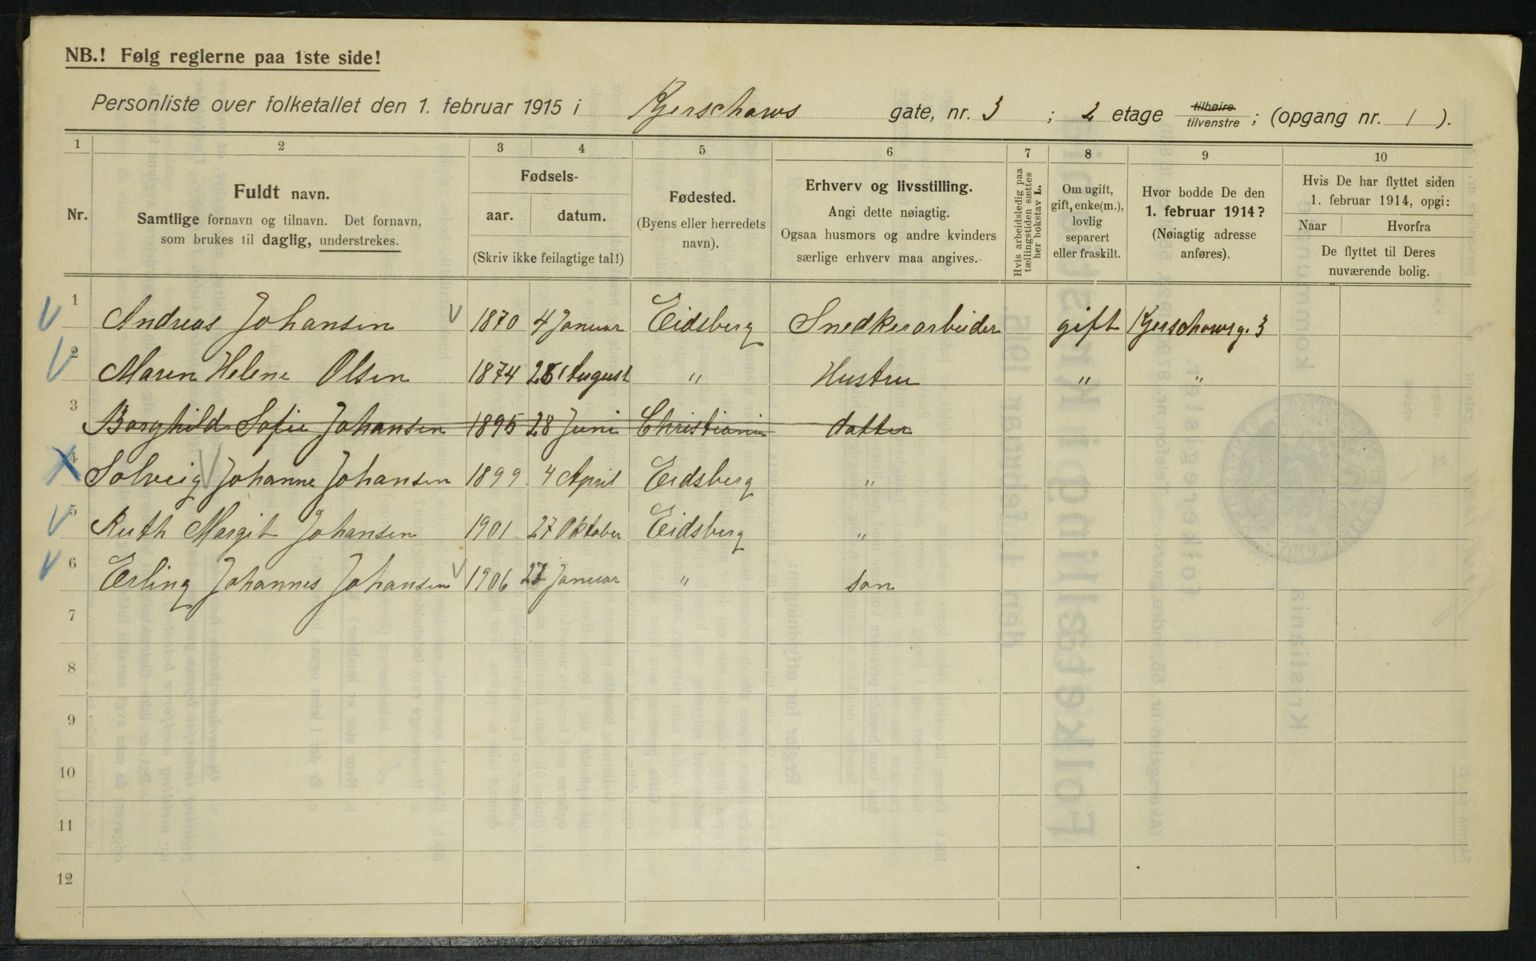 NB.! Følg reglerne paa 1ste side!
Personliste over folketallet den 1. februar 1915 i Kjerschows gate, nr. 3 ; 2 etage tilhøire tilvenstre ; (opgang nr. 1 ).
1 2 3 4 5 6 7 8 9 10
Nr.
Fuldt navn.
Samtlige fornavn og tilnavn. Det fornavn,
som brukes til daglig, understrekes.
Fødsels-
aar. datum.
(Skriv ikke feilagtige tal!)
Fødested.
(Byens eller herredets
navn).
Erhverv og livsstilling.
Angi dette nøiagtig.
Ogsaa husmors og andre kvinders
særlige erhverv maa angives.
Hvis arbeidsledig paa
tællingstiden sættes
her bokstav L.
Om ugift,
gift, enke(m.),
lovlig
separert
eller fraskilt.
Hvor bodde De den
1. februar 1914?
(Nøiagtig adresse
anføres).
Hvis De har flyttet siden
1. februar 1914, opgi:
Naar Hvorfra
De flyttet til Deres
nuværende bolig.
1 Andreas Johansen 1870 4 Januar Eidsberg Snedkerarbeider gift Kjerschowsg. 3
2 Maren Helene Olsen 1874 28 August " Hustru " "
3 Borghild Sofie Johansen 1895 28 Juni Christiania datter
4 Solveig Johanne Johansen 1899 4 April Eidsberg "
5 Ruth Margit Johansen 1901 27 Oktober Eidsberg "
6 Erling Johannes Johansen 1906 Januar " søn
7
8
9
10
11
12